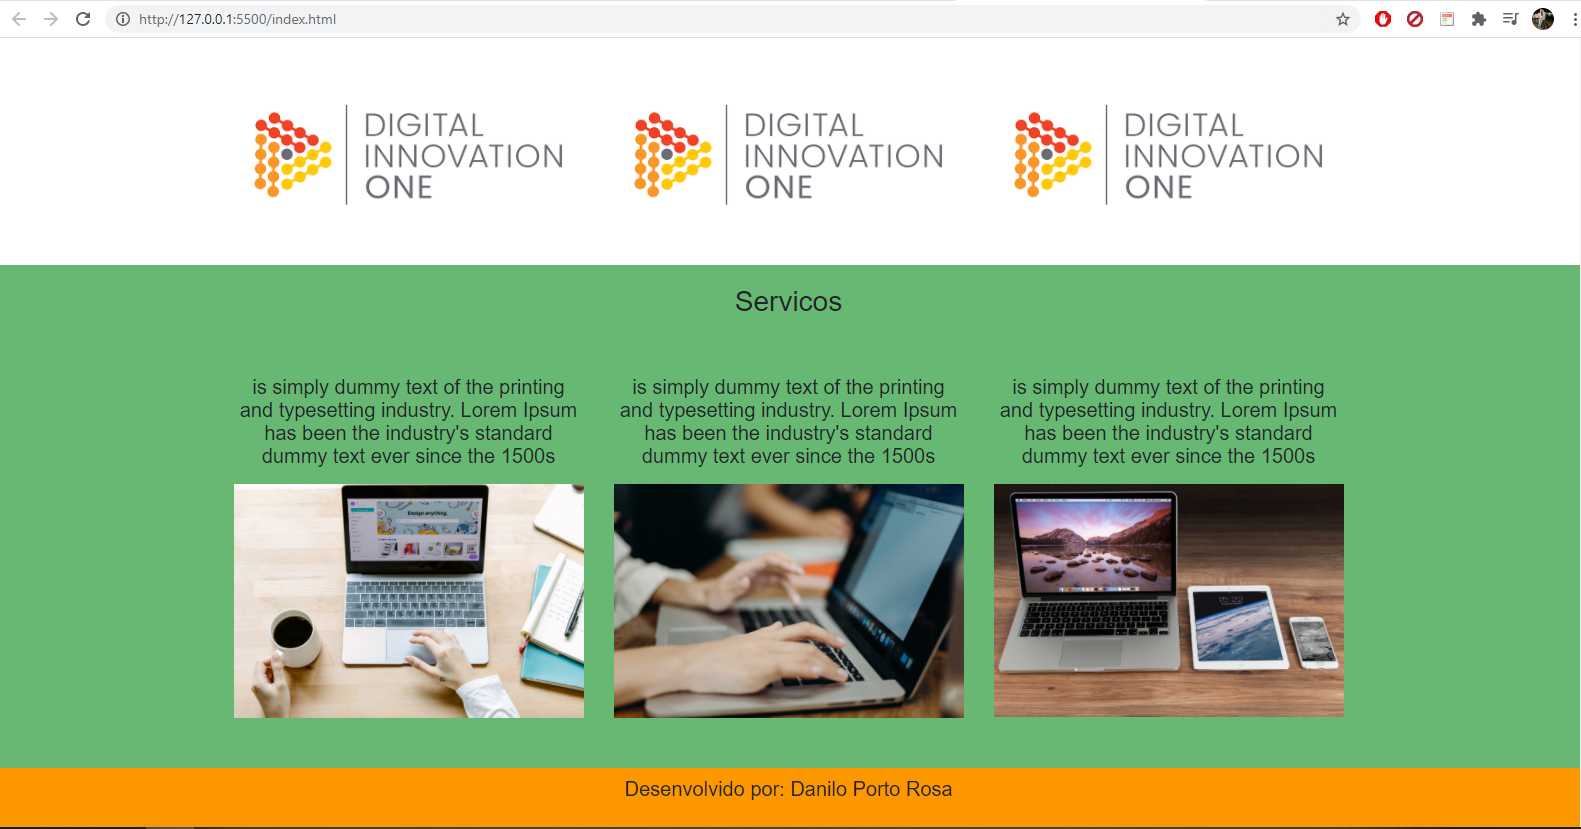 http://127.0.0.1:5500/index.html
DIGITAL
INNOVATION
ONE
DIGITAL
INNOVATION
ONE
DIGITAL
INNOVATION
ONE
Servicos
is simply dummy text of the printing
and typesetting industry. Lorem Ipsum
has been the industry's standard
dummy text ever since the 1500s
is simply dummy text of the printing
and typesetting industry. Lorem Ipsum
has been the industry's standard
dummy text ever since the 1500s
is simply dummy text of the printing
and typesetting industry. Lorem Ipsum
has been the industry's standard
dummy text ever since the 1500s
Design anything.
15:22
Desenvolvido por: Danilo Porto Rosa